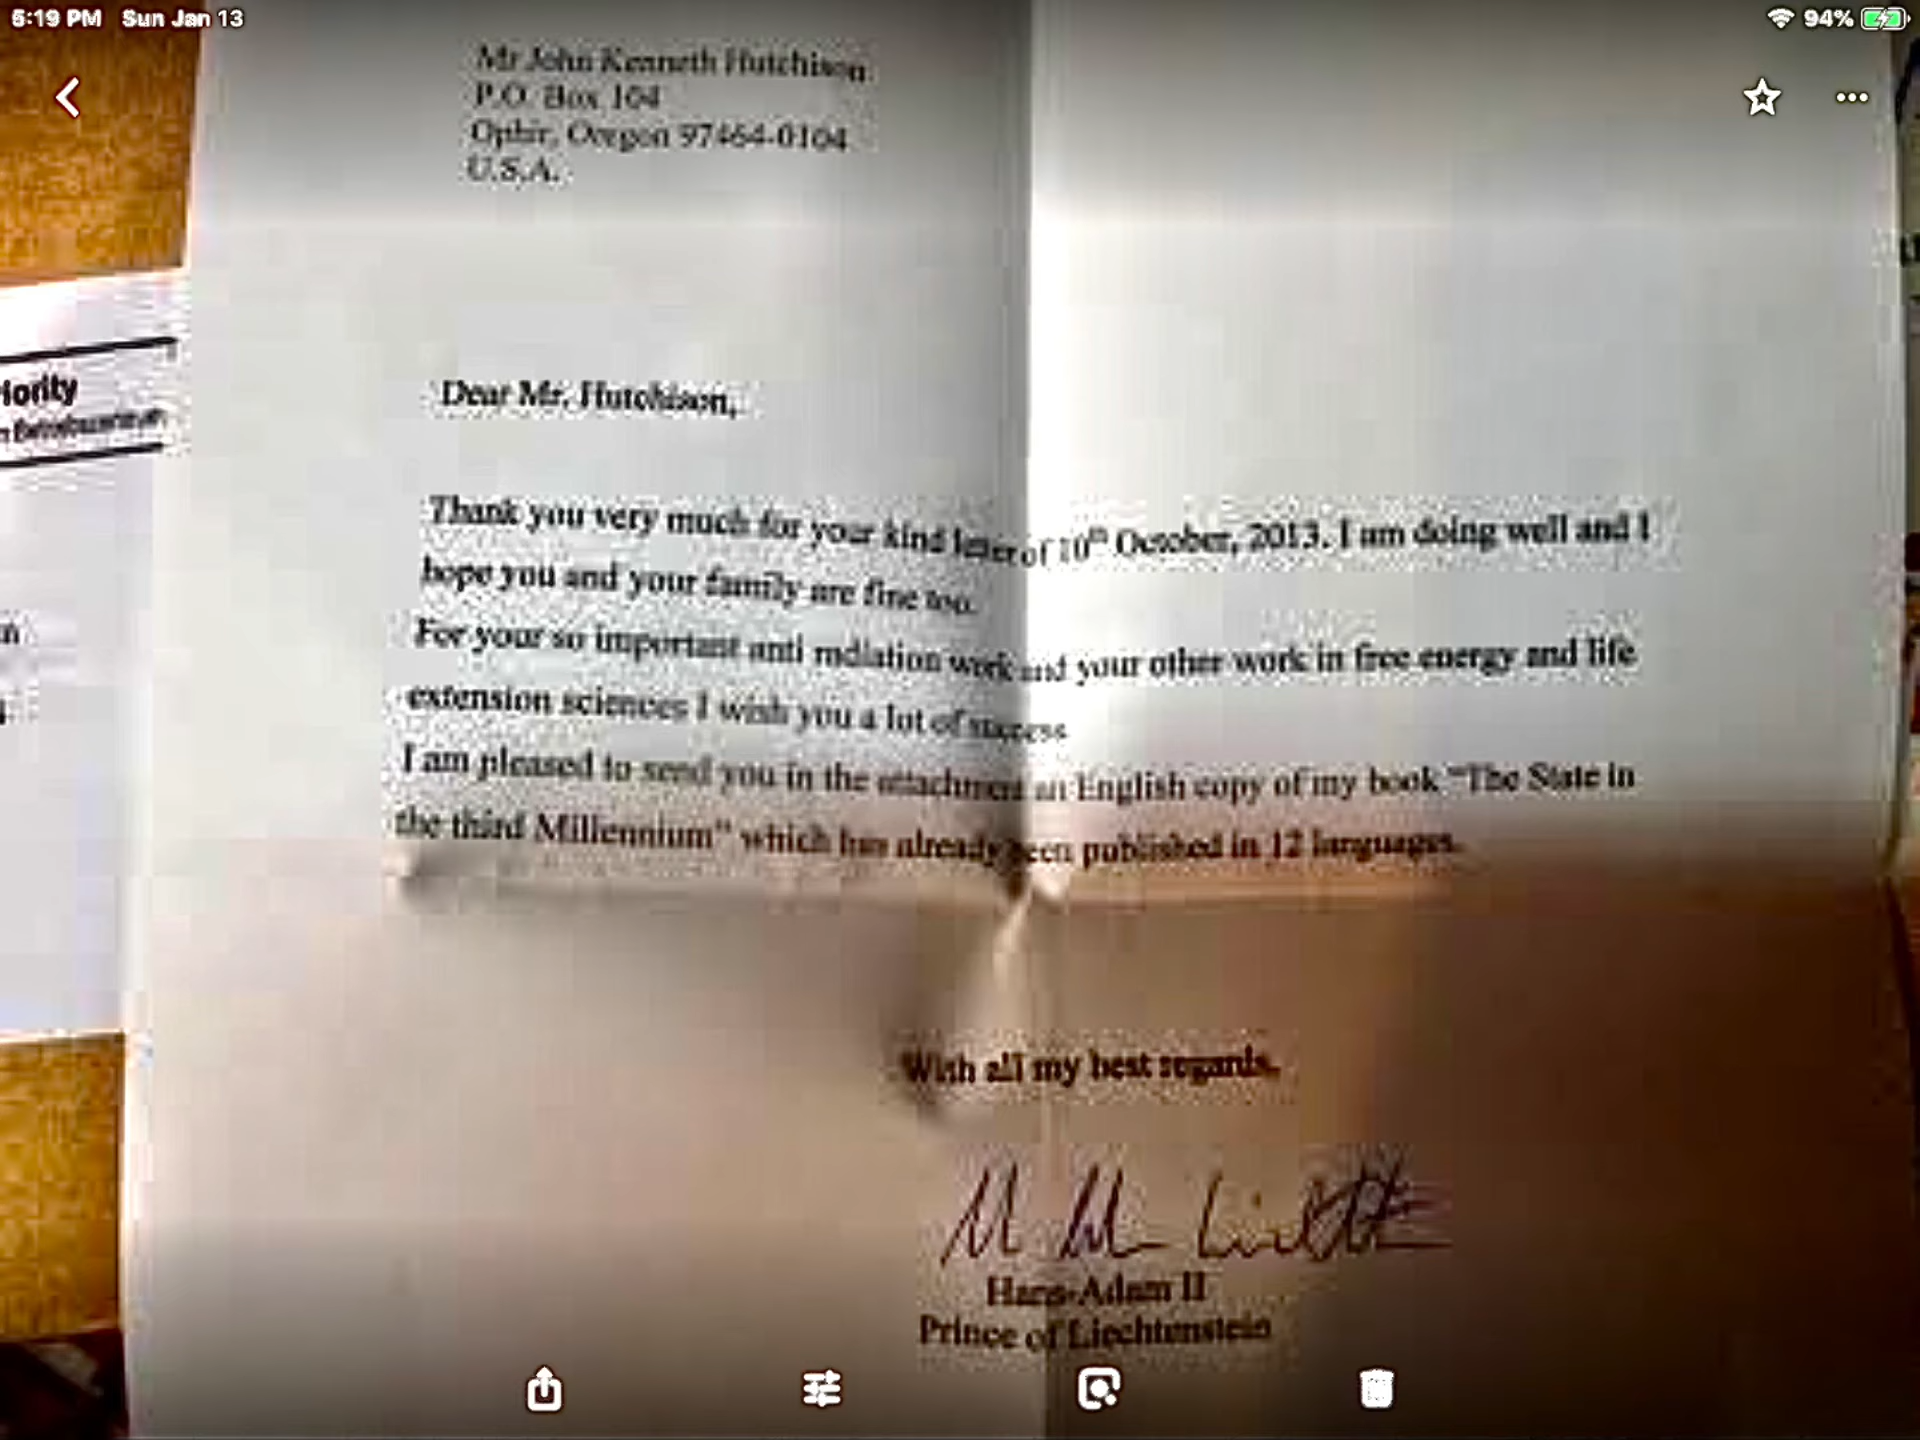 5:19 PM Sun Jan 13
94%
Mr John Kenneth Hutchison
P.O. Box 104
Ophir, Oregon 97464-0104
U.S.A.
iority
Dear Mr. Hutchison,
Thank you very much for your kind letter of 10th October, 2013. I am doing well and I
hope you and your family are fine too.
For your so important anti radiation work and your other work in free energy and life
extension sciences I wish you a lot of success
I am pleased to send you in the attachment an English copy of my book "The State in
the third Millennium" which has already been published in 12 languages.
With all my best regards,
Hans-Adam II
Prince of Liechtenstein